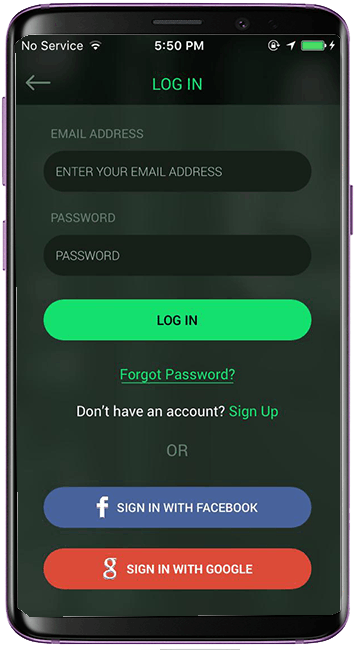 No Service 5:50 PM
LOG IN
EMAIL ADDRESS
ENTER YOUR EMAIL ADDRESS
PASSWORD
PASSWORD
LOG IN
Forgot Password?
Don't have an account? Sign Up
OR
f SIGN IN WITH FACEBOOK
g SIGN IN WITH GOOGLE